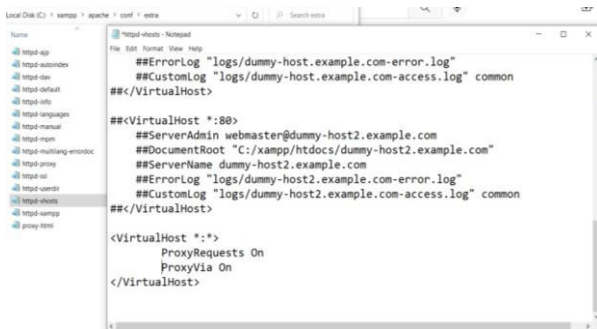 Local Disk (C:) > xampp > apache > conf > extra
Search extra
Name
httpd-ajp
httpd-autoindex
httpd-dav
httpd-default
httpd-info
httpd-languages
httpd-manual
httpd-mpm
httpd-multilang-errordoc
httpd-proxy
httpd-ssl
httpd-userdir
httpd-vhosts
httpd-xampp
proxy-html
*httpd-vhosts - Notepad
File Edit Format View Help
##ErrorLog "logs/dummy-host.example.com-error.log"
##CustomLog "logs/dummy-host.example.com-access.log" common
##</VirtualHost>
##<VirtualHost *:80>
##ServerAdmin webmaster@dummy-host2.example.com
##DocumentRoot "C:/xampp/htdocs/dummy-host2.example.com"
##ServerName dummy-host2.example.com
##ErrorLog "logs/dummy-host2.example.com-error.log"
##CustomLog "logs/dummy-host2.example.com-access.log" common
##</VirtualHost>
<VirtualHost *:*>
ProxyRequests On
ProxyVia On
</VirtualHost>